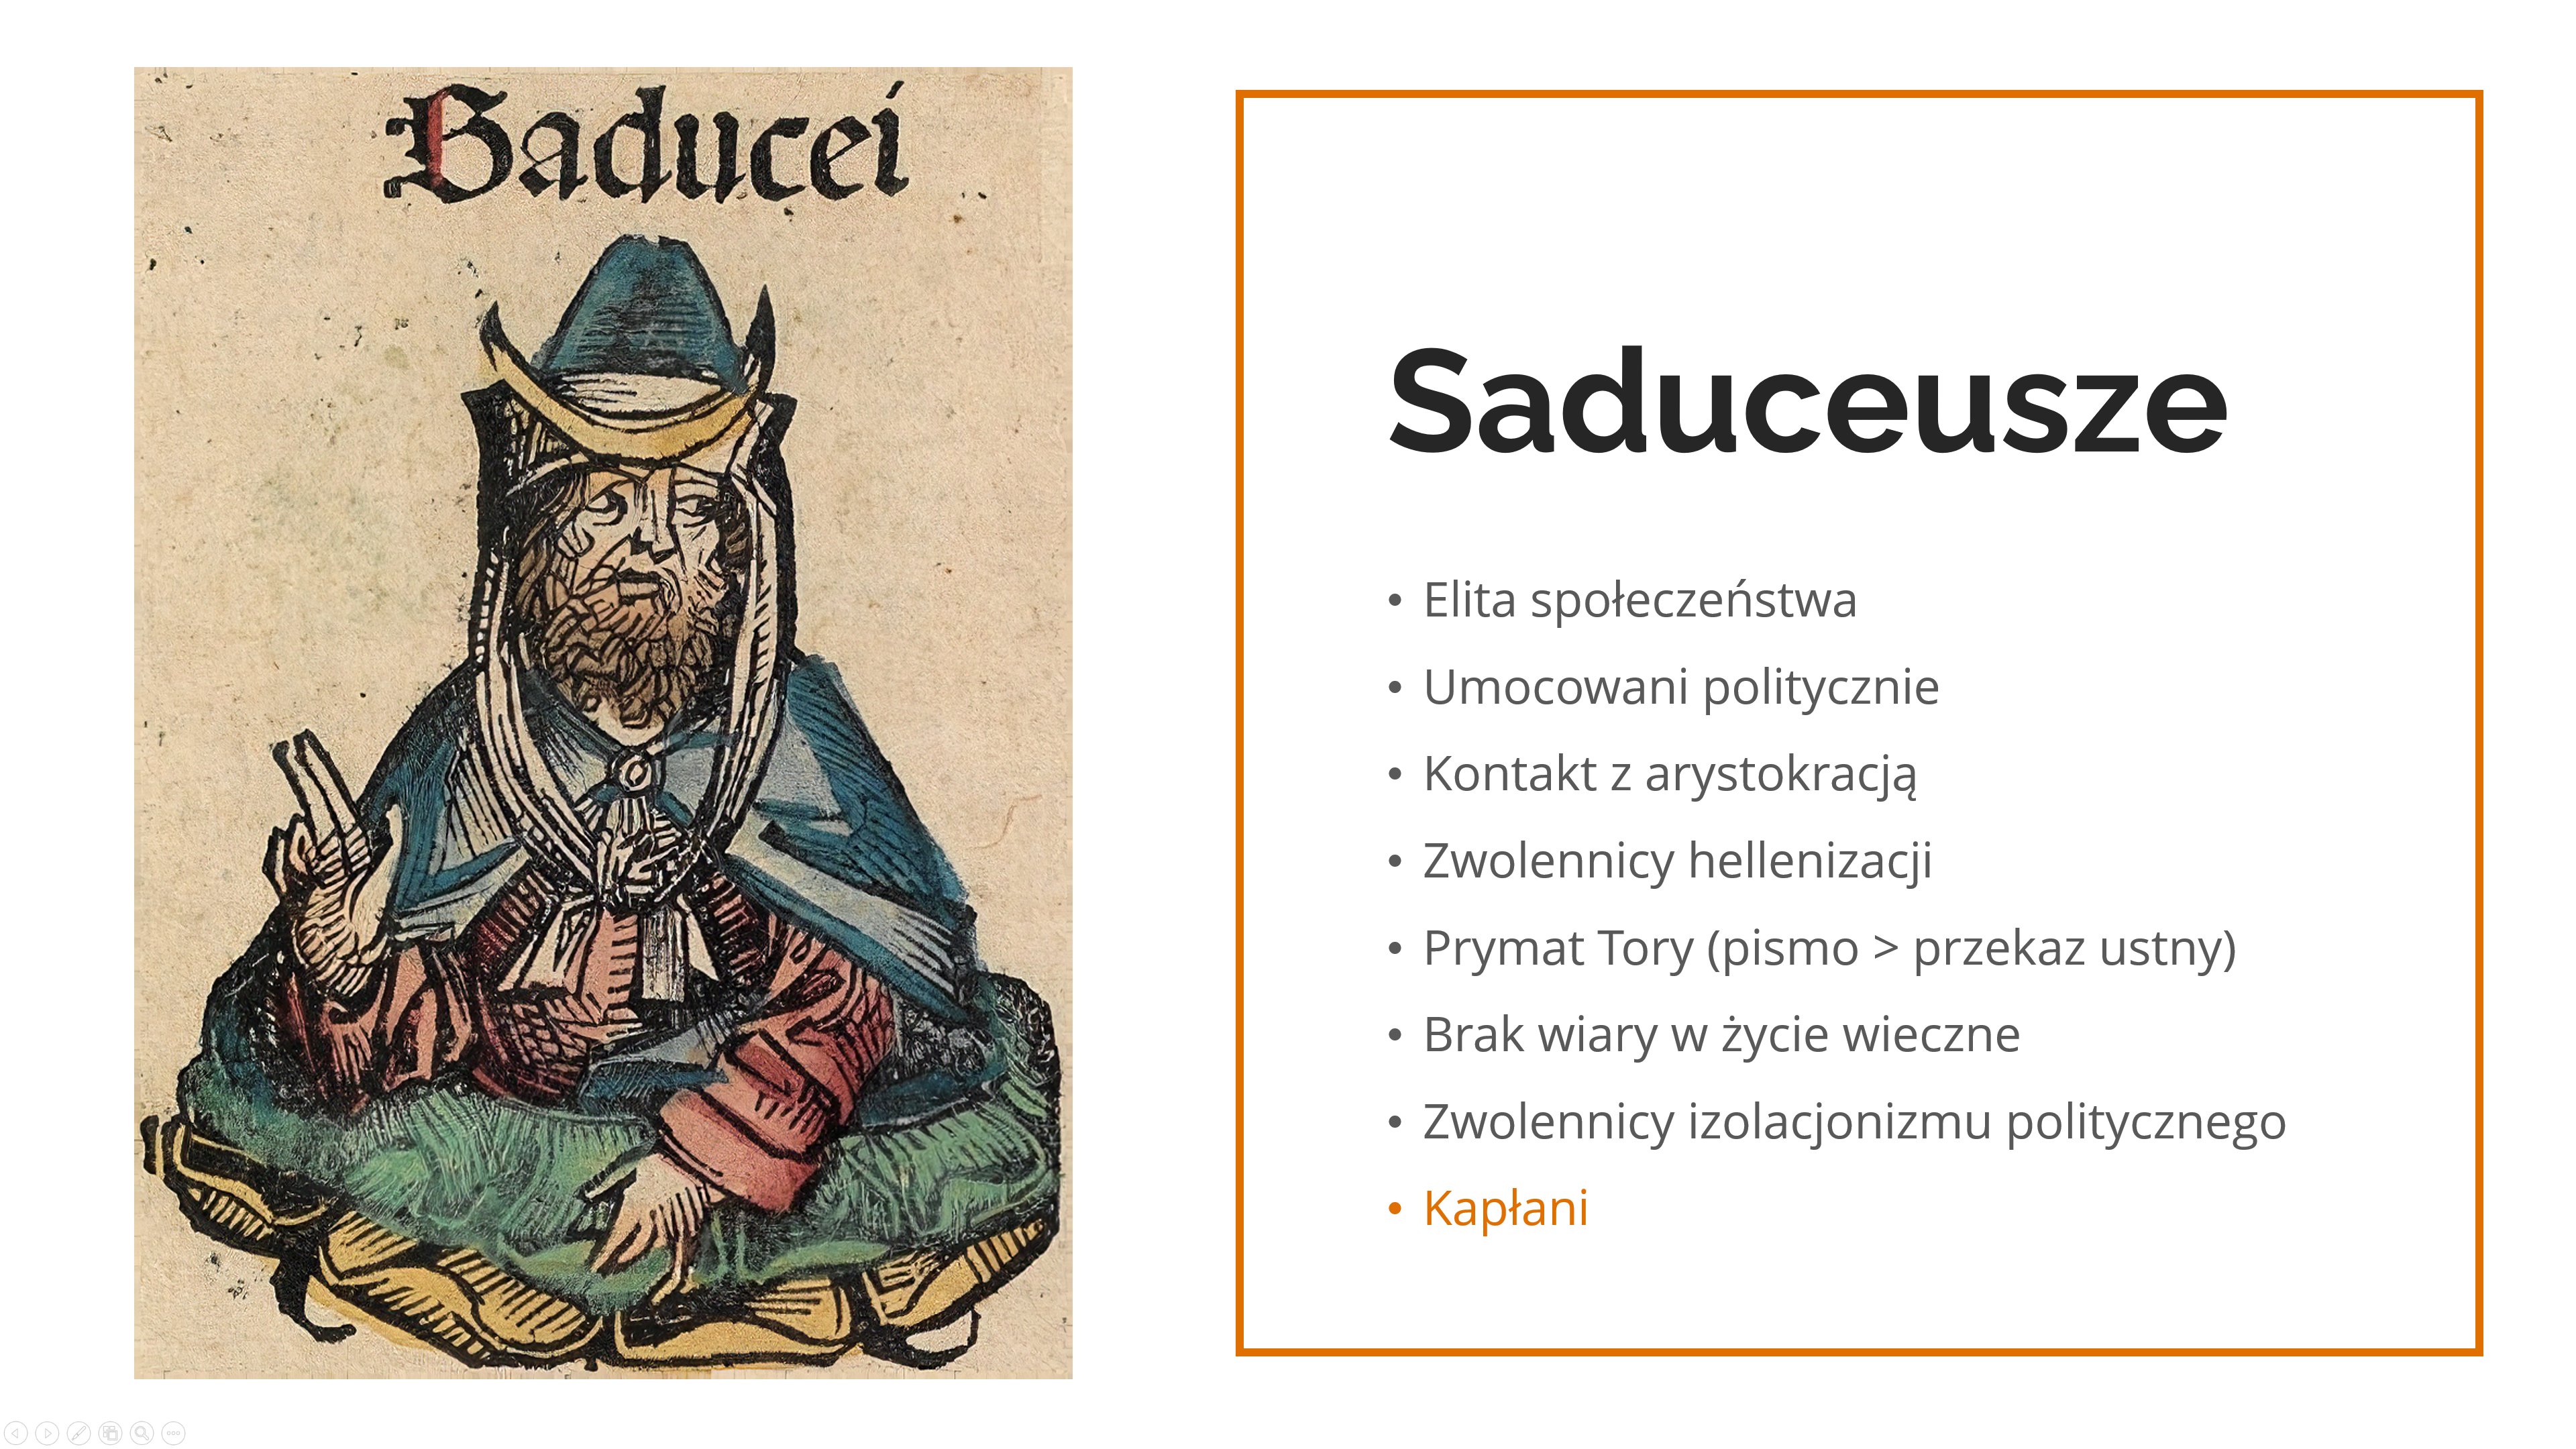 Saducei
Saduceusze
• Elita społeczeństwa
• Umocowani politycznie
• Kontakt z arystokracją
• Zwolennicy hellenizacji
• Prymat Tory (pismo > przekaz ustny)
• Brak wiary w życie wieczne
• Zwolennicy izolacjonizmu politycznego
• Kapłani